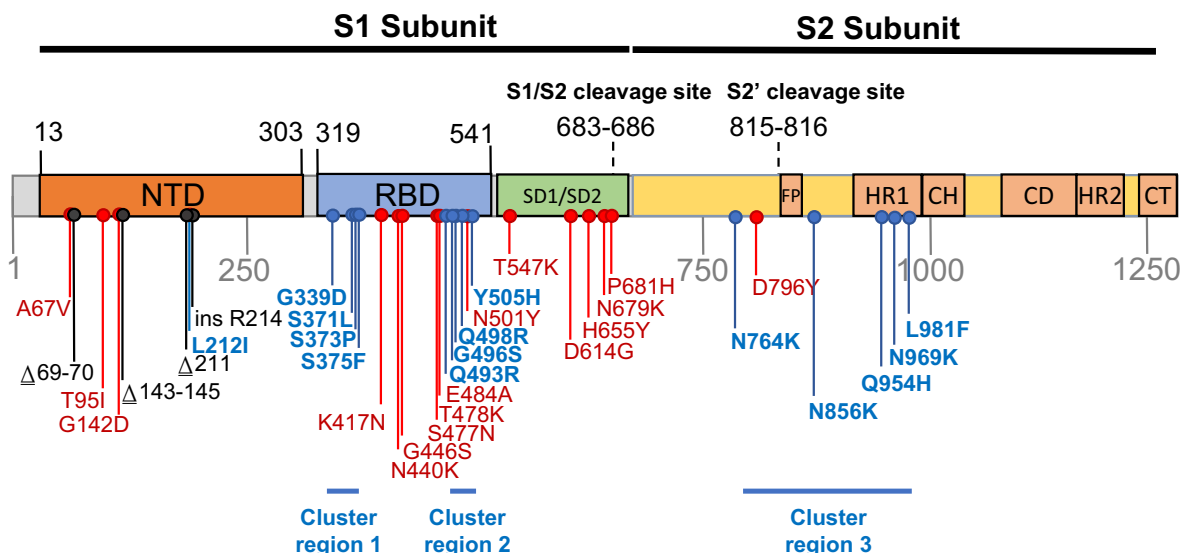 S1 Subunit
S2 Subunit
S1/S2 cleavage site
S2’ cleavage site
13
303
319
541
683-686
815-816
NTD
RBD
SD1/SD2
FP
HR1
CH
CD
HR2
CT
1
250
750
1000
1250
A67V
Δ69-70
T95I
G142D
Δ143-145
ins R214
L212I
Δ211
G339D
S371L
S373P
S375F
K417N
N440K
G446S
S477N
T478K
E484A
Q493R
G496S
Q498R
N501Y
Y505H
T547K
D614G
H655Y
N679K
P681H
N764K
D796Y
N856K
Q954H
N969K
L981F
Cluster
region 1
Cluster
region 2
Cluster
region 3